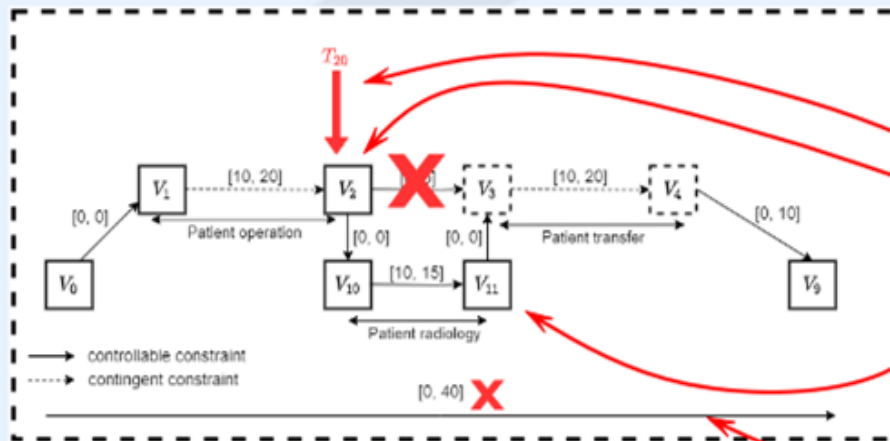 T₂₀
[10, 20]
[10, 20]
V₁
V₂
V₃
V₄
[0, 0]
Patient operation
[0, 0]
[0, 0]
Patient transfer
[0, 10]
V₀
V₁₀
[10, 15]
V₁₁
V₉
Patient radiology
controllable constraint
contingent constraint
[0, 40]